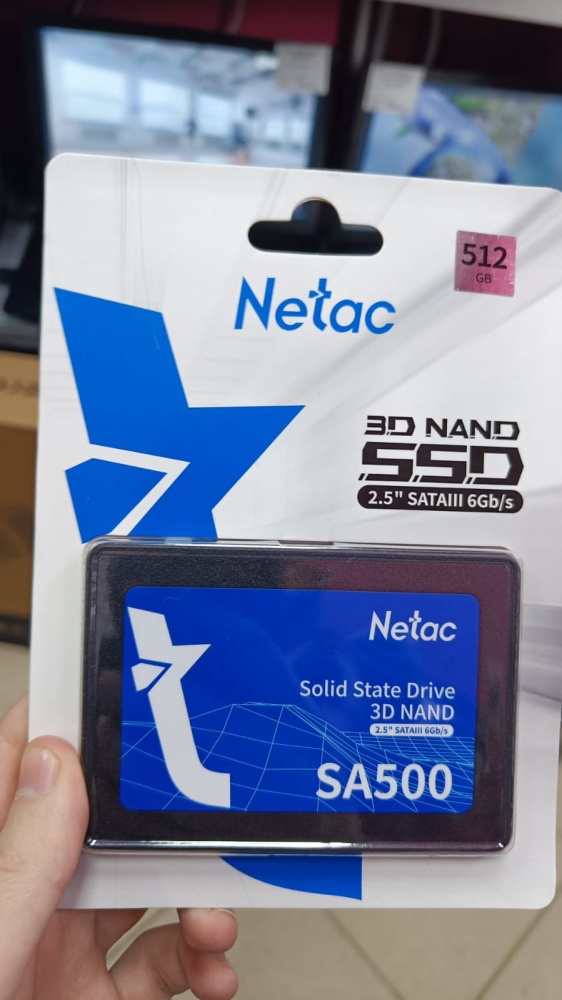 512
GB
Netac
3D NAND
SSD
2.5" SATAIII 6Gb/s
Netac
Solid State Drive
3D NAND
2.5" SATAIII 6Gb/s
SA500